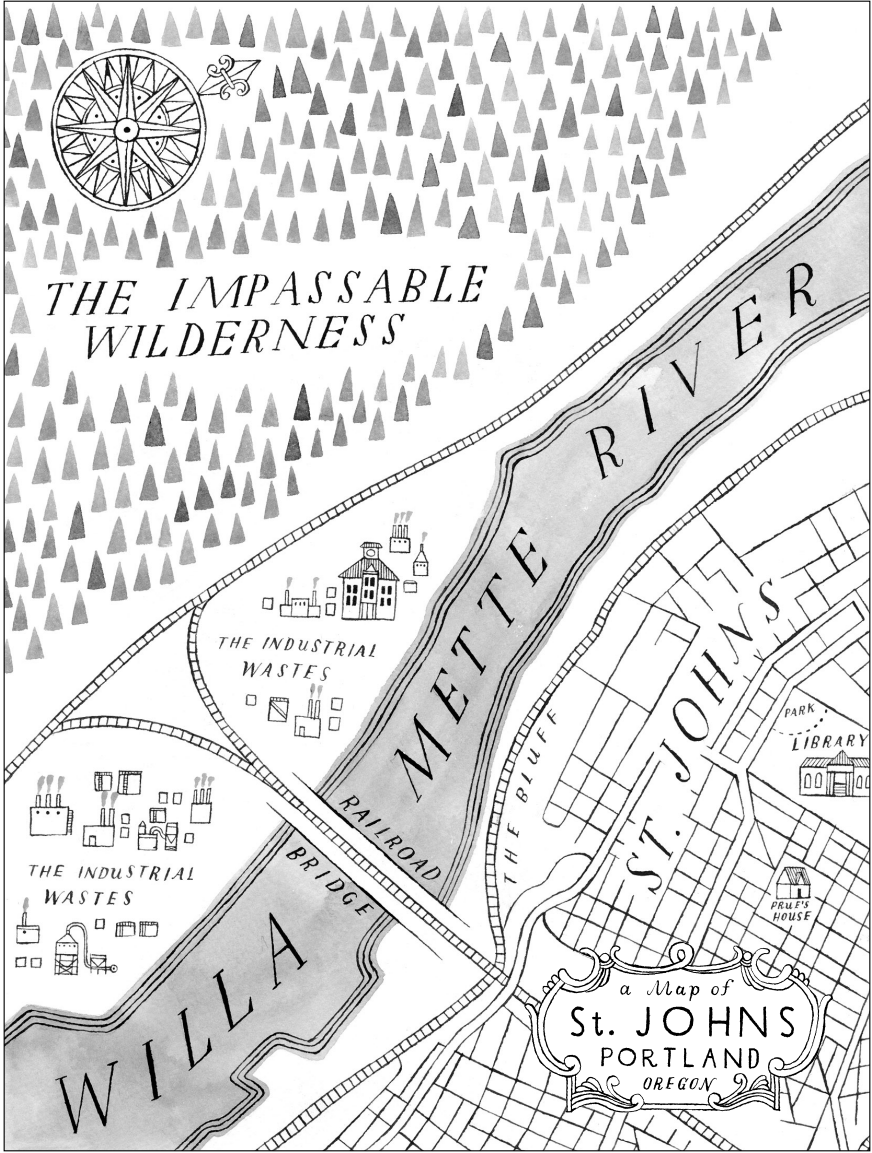 THE IMPASSABLE
WILDERNESS
WILLA METTE RIVER
THE INDUSTRIAL
WASTES
RAILROAD
BRIDGE
THE BLUFF
ST. JOHNS
PARK
LIBRARY
THE INDUSTRIAL
WASTES
PRUE'S
HOUSE
a Map of
St. JOHNS
PORTLAND
OREGON